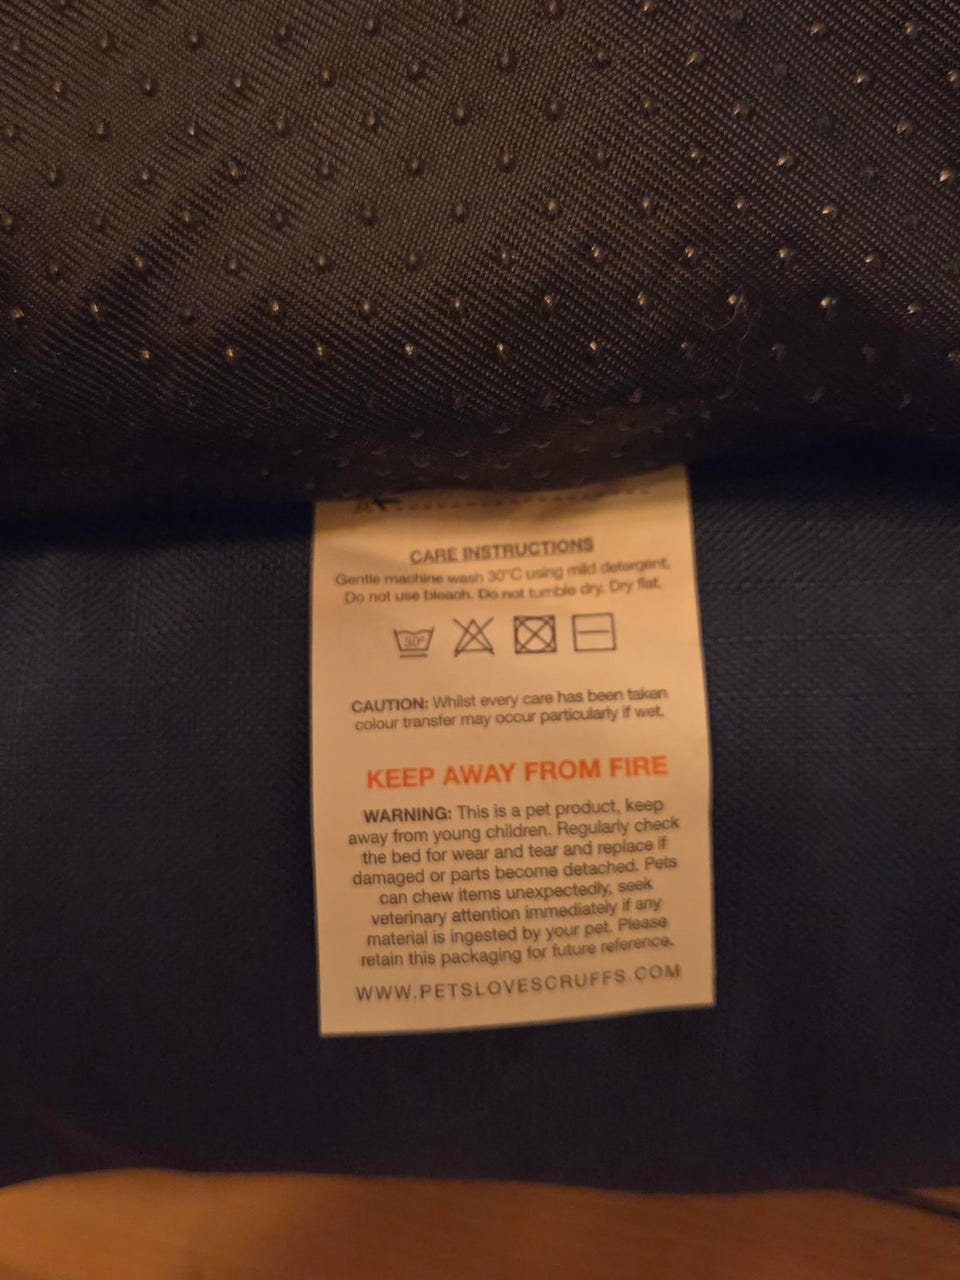 CARE INSTRUCTIONS
Gentle machine wash 30°C using mild detergent.
Do not use bleach. Do not tumble dry. Dry flat.
30°
CAUTION: Whilst every care has been taken
colour transfer may occur particularly if wet.
KEEP AWAY FROM FIRE
WARNING: This is a pet product, keep
away from young children. Regularly check
the bed for wear and tear and replace if
damaged or parts become detached. Pets
can chew items unexpectedly, seek
veterinary attention immediately if any
material is ingested by your pet. Please
retain this packaging for future reference.
WWW.PETSLOVESCRUFFS.COM